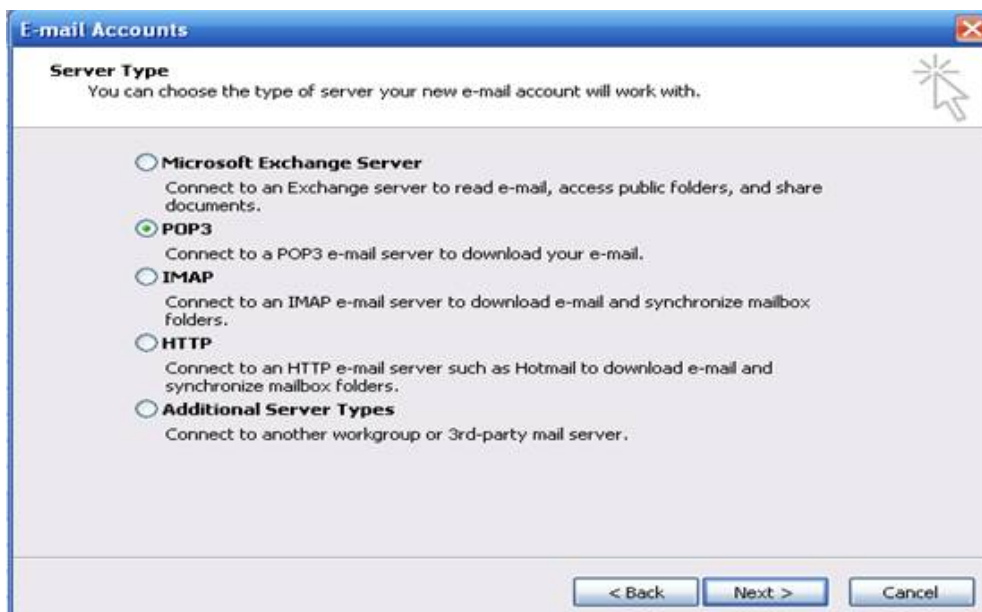 E-mail Accounts
Server Type
You can choose the type of server your new e-mail account will work with.
Microsoft Exchange Server
Connect to an Exchange server to read e-mail, access public folders, and share
documents.
POP3
Connect to a POP3 e-mail server to download your e-mail.
IMAP
Connect to an IMAP e-mail server to download e-mail and synchronize mailbox
folders.
HTTP
Connect to an HTTP e-mail server such as Hotmail to download e-mail and
synchronize mailbox folders.
Additional Server Types
Connect to another workgroup or 3rd-party mail server.
< Back Next > Cancel